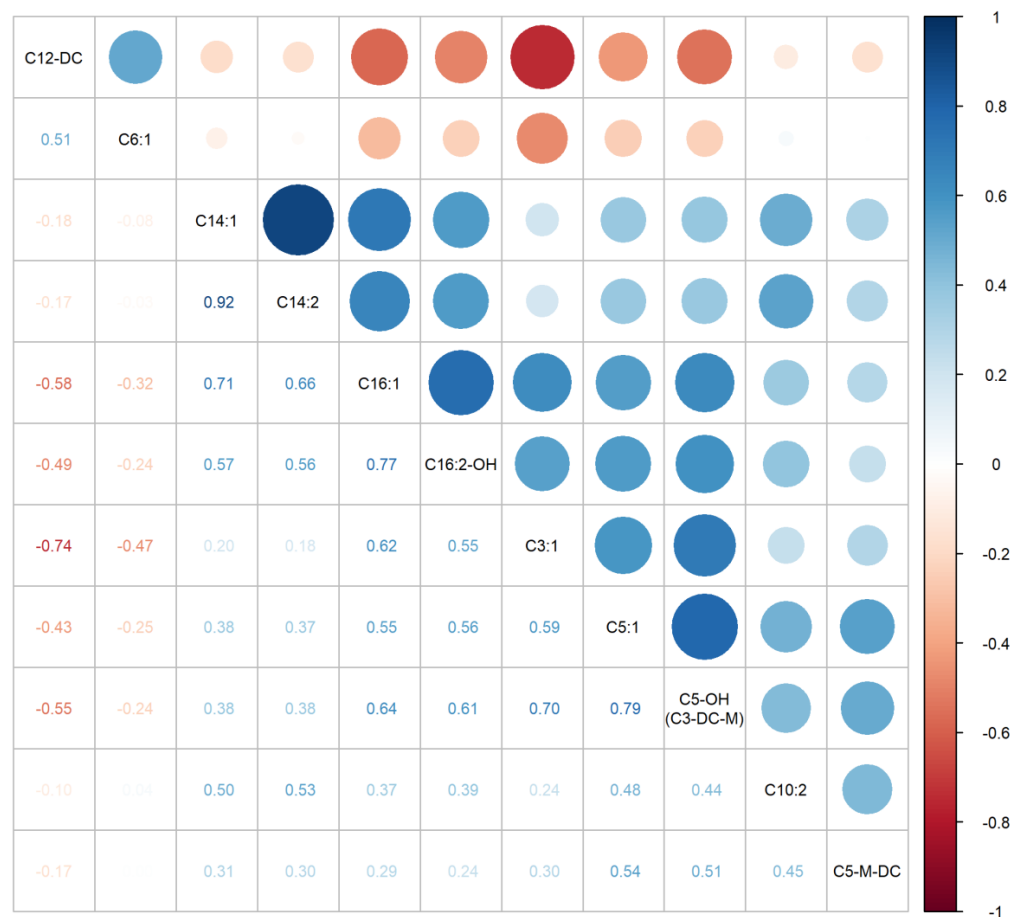 C12-DC
1
0.8
0.51 C6:1
-0.18 -0.08 C14:1
0.6
-0.17 0.92 C14:2
0.4
-0.58 -0.32 0.71 0.66 C16:1
0.2
-0.49 -0.24 0.57 0.56 0.77 C16:2-OH
0
-0.74 -0.47 0.20 0.18 0.62 0.55 C3:1
-0.2
-0.43 -0.25 0.38 0.37 0.55 0.56 0.59 C5:1
-0.4
-0.55 -0.24 0.38 0.38 0.64 0.61 0.70 0.79 C5-OH
(C3-DC-M)
-0.6
-0.10 0.04 0.50 0.53 0.37 0.39 0.24 0.48 0.44 C10:2
-0.8
-0.17 0.31 0.30 0.29 0.24 0.30 0.54 0.51 0.45 C5-M-DC
-1